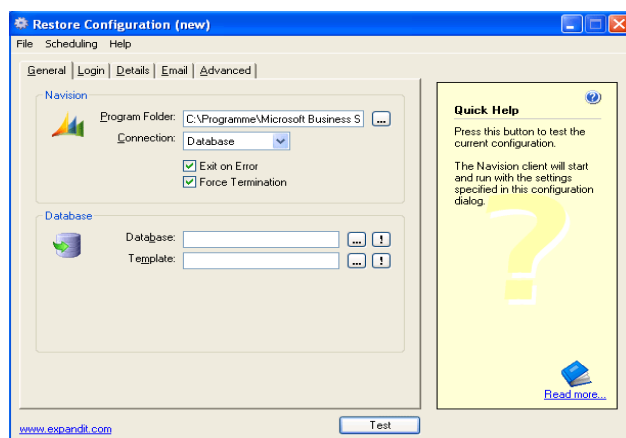 Restore Configuration (new)
File Scheduling Help
General Login Details Email Advanced
Navision
Program Folder: C:\Programme\Microsoft Business S ...
Connection: Database
Exit on Error
Force Termination
Database
Database: ... !
Template: ... !
www.expandit.com
Test
?
Quick Help
Press this button to test the
current configuration.
The Navision client will start
and run with the settings
specified in this configuration
dialog.
?
Read more...